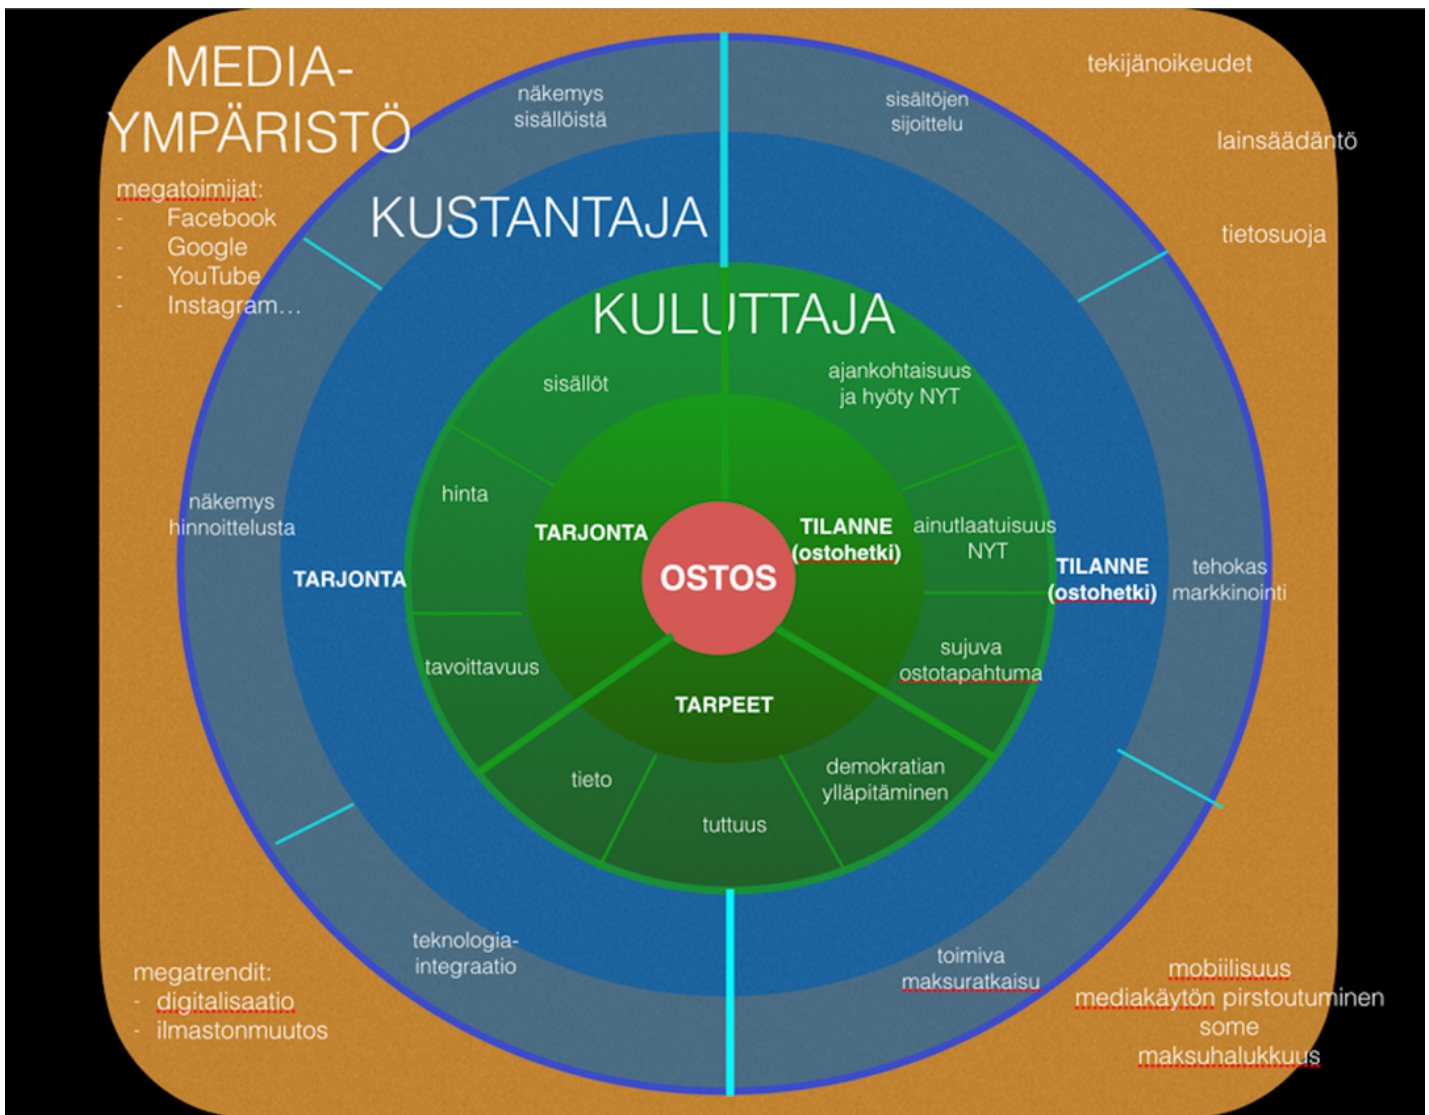 MEDIA-
YMPÄRISTÖ
megatoimijat:
- Facebook
- Google
- YouTube
- Instagram...
tekijänoikeudet
lainsäädäntö
tietosuoja
näkemys
sisällöistä
sisältöjen
sijoittelu
KUSTANTAJA
KULUTTAJA
sisällöt
ajankohtaisuus
ja hyöty NYT
hinta
näkemys
hinnoittelusta
TARJONTA
TARJONTA
OSTOS
TILANNE
(ostohetki)
ainutlaatuisuus
NYT
TILANNE
(ostohetki)
tehokas
markkinointi
tavoittavuus
sujuva
ostotapahtuma
TARPEET
tieto
tuttuus
demokratian
ylläpitäminen
teknologia-
integraatio
toimiva
maksuratkaisu
megatrendit:
- digitalisaatio
- ilmastonmuutos
mobiilisuus
mediakäytön pirstoutuminen
some
maksuhalukkuus